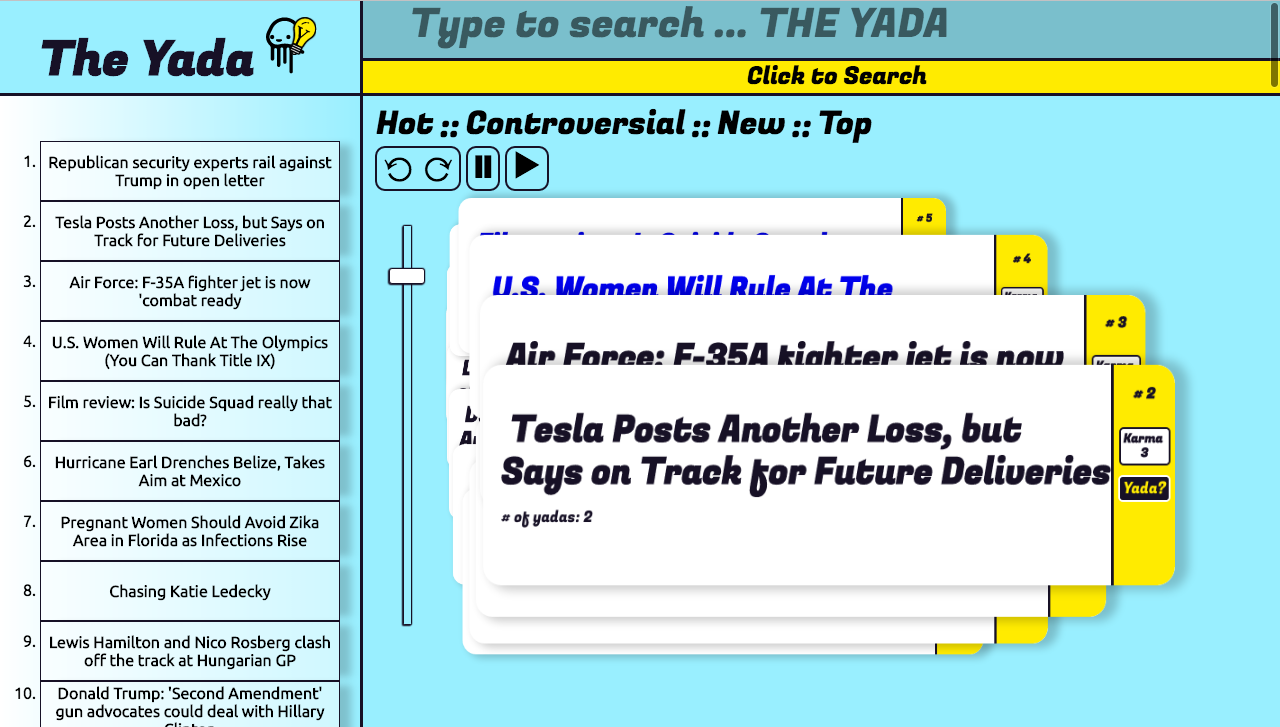 The Yada
Type to search ... THE YADA
Click to Search
Hot :: Controversial :: New :: Top
1. Republican security experts rail against
Trump in open letter
2. Tesla Posts Another Loss, but Says on
Track for Future Deliveries
3. Air Force: F-35A fighter jet is now
'combat ready
4. U.S. Women Will Rule At The Olympics
(You Can Thank Title IX)
5. Film review: Is Suicide Squad really that
bad?
6. Hurricane Earl Drenches Belize, Takes
Aim at Mexico
7. Pregnant Women Should Avoid Zika
Area in Florida as Infections Rise
8. Chasing Katie Ledecky
9. Lewis Hamilton and Nico Rosberg clash
off the track at Hungarian GP
10. Donald Trump: 'Second Amendment'
gun advocates could deal with Hillary
# 5
# 4
U.S. Women Will Rule At The
# 3
Air Force: F-35A fighter jet is now
Karma
# 2
Tesla Posts Another Loss, but
Says on Track for Future Deliveries
# of yadas: 2
Karma
3
Yada?